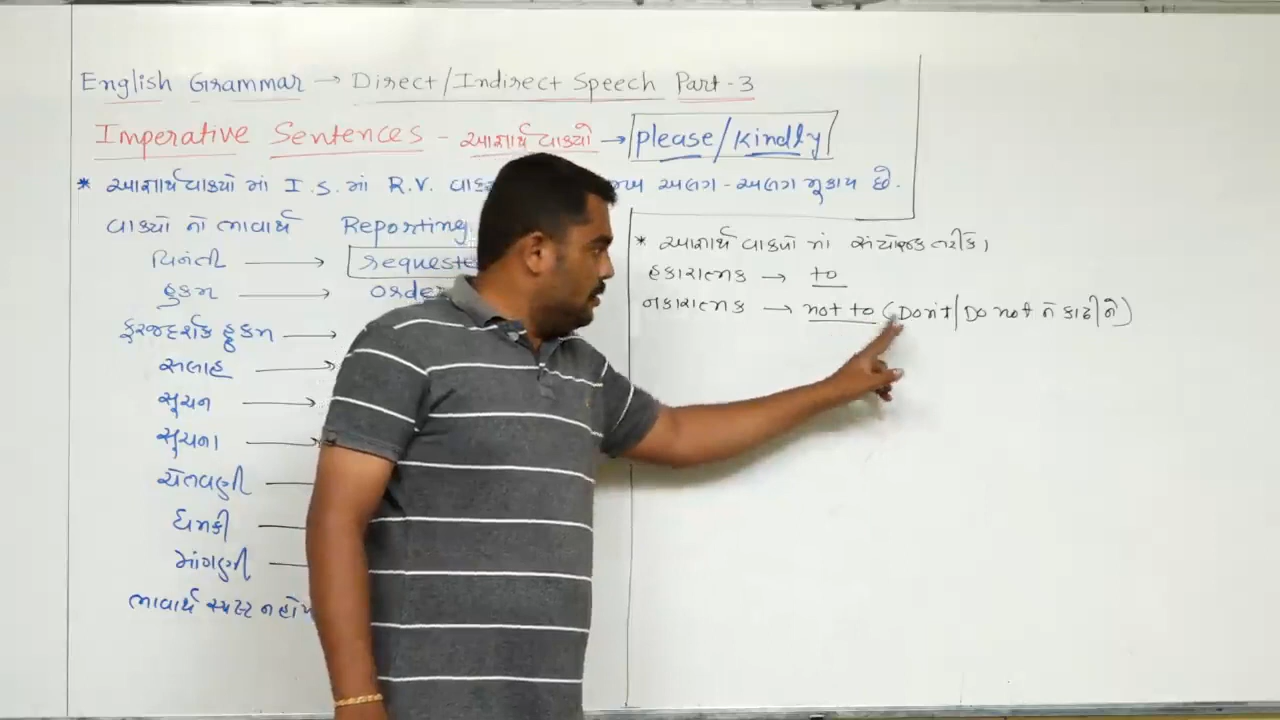 English Grammar → Direct/Indirect Speech Part-3
Imperative Sentences - આજ્ઞાર્થ વાક્યો → please/kindly
* આજ્ઞાર્થ વાક્યો માં I.S. માં R.V. અલગ-અલગ મૂકાય છે.
વાક્યો નો ભાવાર્થ Reporting
વિનંતી → requeste
હુકમ → orde
ફરજદર્શક હુકમ →
સલાહ →
સૂચન →
સૂચના →
ચેતવણી
ધમકી
માંગણી
ભાવાર્થ સ્પષ્ટ ન હોય
* આજ્ઞાર્થ વાક્યો માં સંયોજક તરીકે
હકારાત્મક → to
નકારાત્મક → not to (Don't/Do not ને કાઢીને)